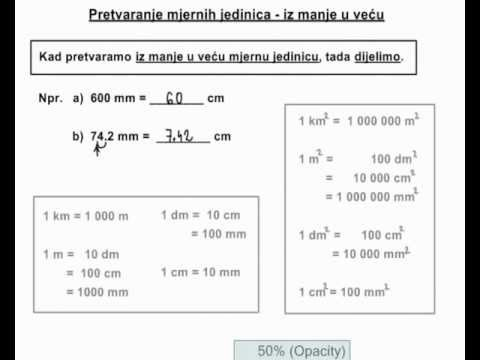 Pretvaranje mjernih jedinica - iz manje u veću
Kad pretvaramo iz manje u veću mjernu jedinicu, tada dijelimo.
Npr. a) 600 mm = 60 cm
b) 74.2 mm = 7.42 cm
1 km = 1 000 m
1 m = 10 dm
= 100 cm
= 1000 mm
1 dm = 10 cm
= 100 mm
1 cm = 10 mm
1 km² = 1 000 000 m²
1 m² = 100 dm²
= 10 000 cm²
= 1 000 000 mm²
1 dm² = 100 cm²
= 10 000 mm²
1 cm² = 100 mm²
50% (Opacity)